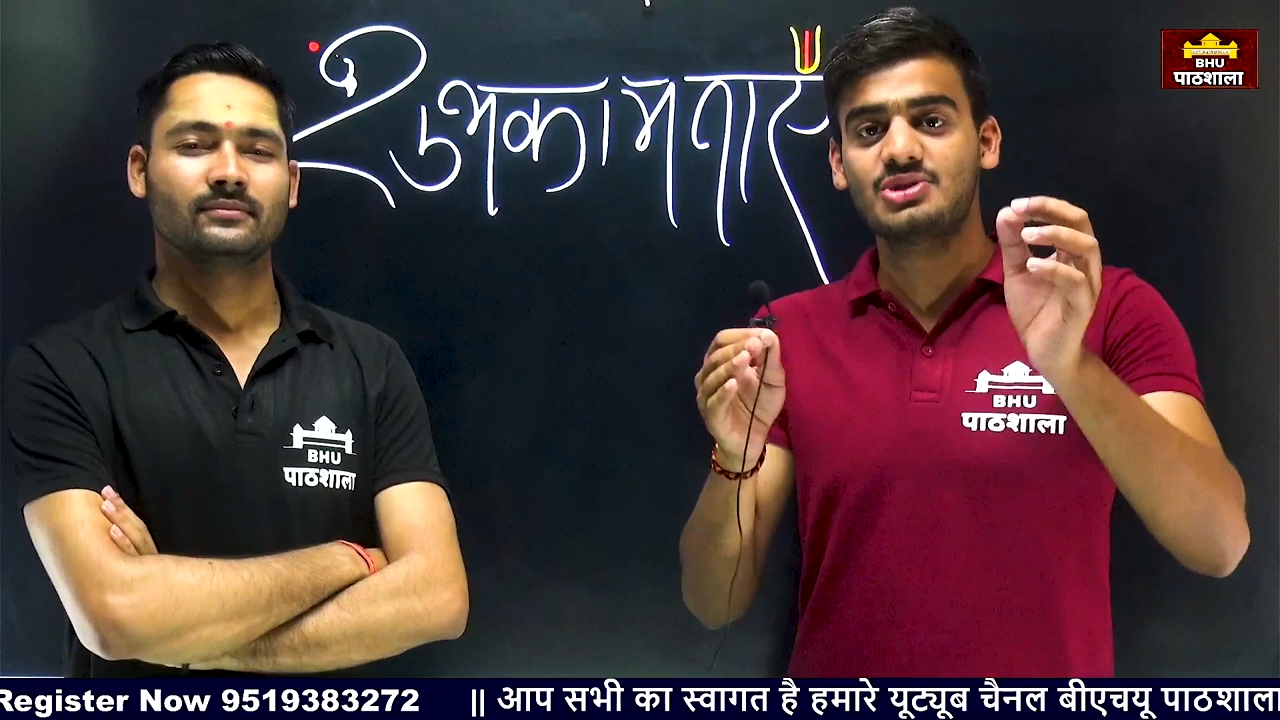 शुभकामनाएँ
BHU
पाठशाला
BHU
पाठशाला
BHU
पाठशाला
Register Now 9519383272 || आप सभी का स्वागत है हमारे यूट्यूब चैनल बीएचयू पाठशाला